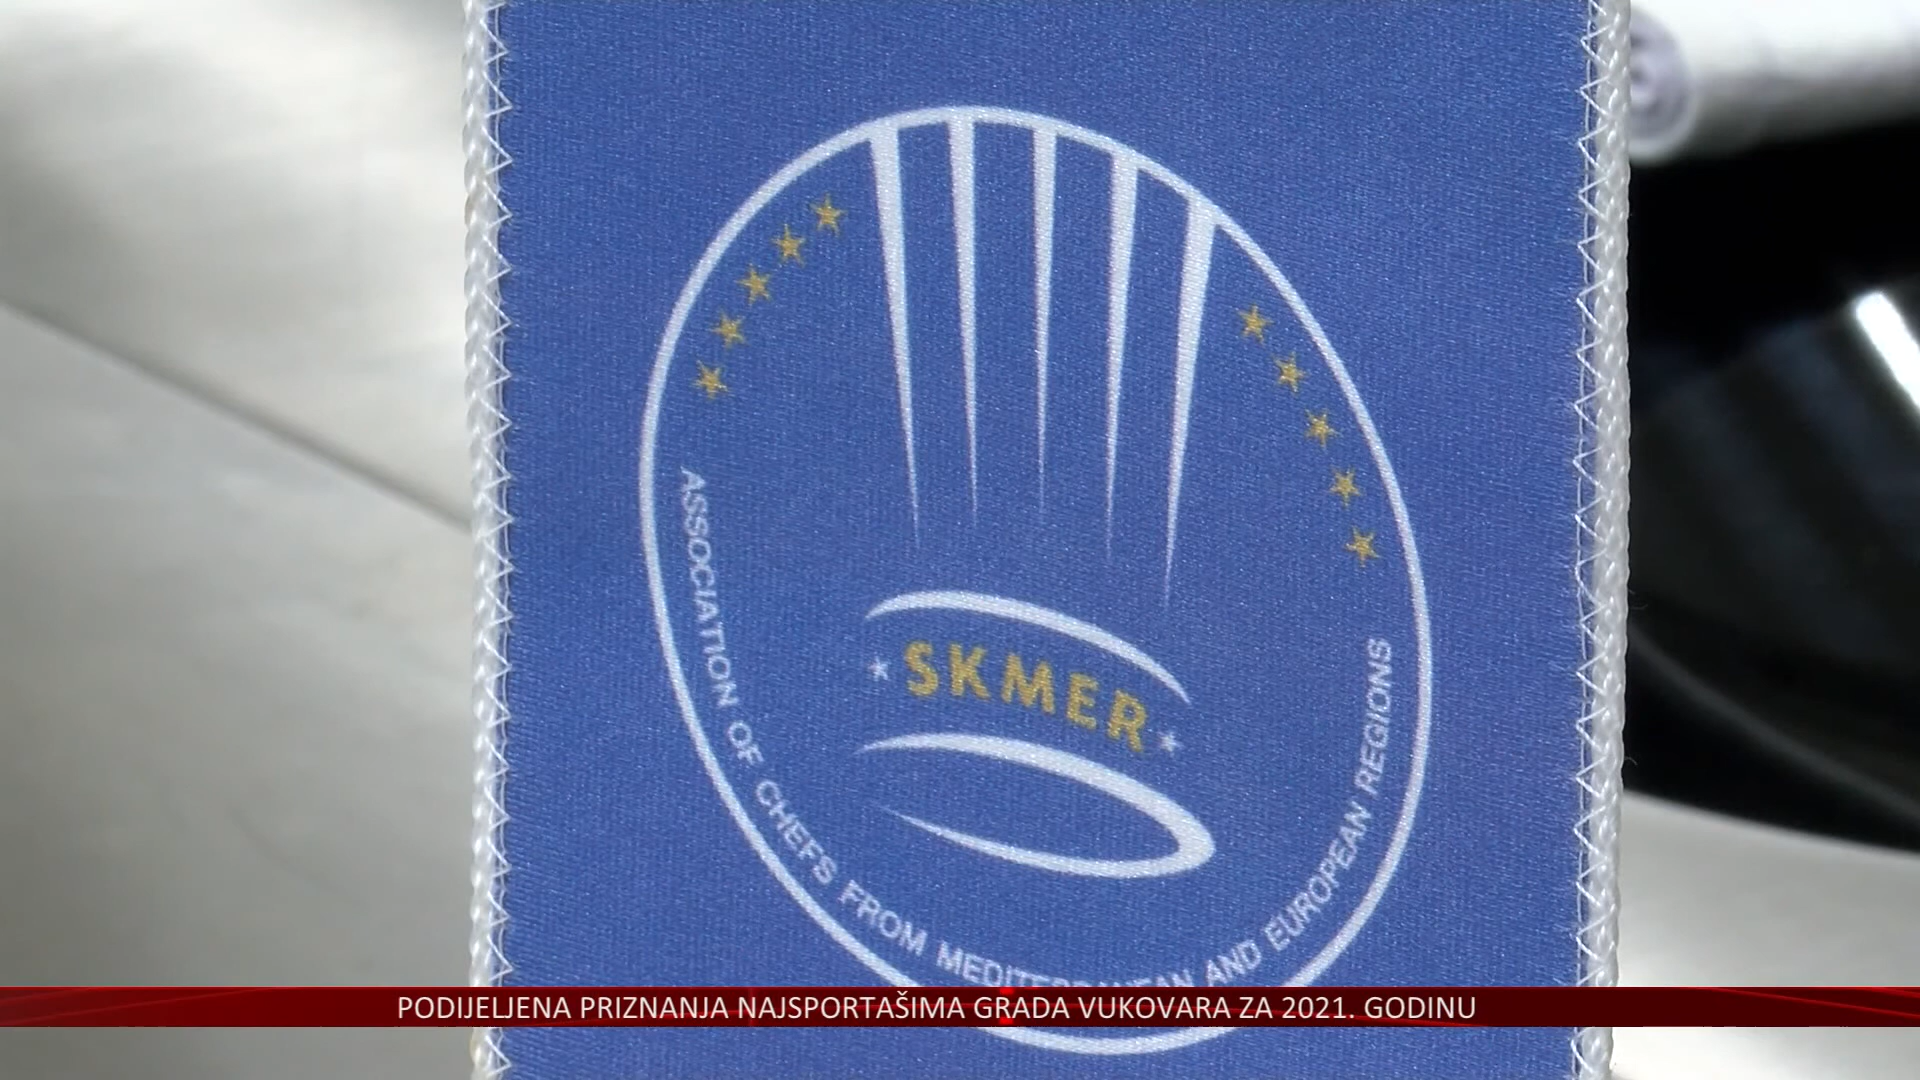 SKMER
ASSOCIATION OF CHEFS FROM MEDITERRANEAN AND EUROPEAN REGIONS
PODIJELJENA PRIZNANJA NAJSPORTAŠIMA GRADA VUKOVARA ZA 2021. GODINU